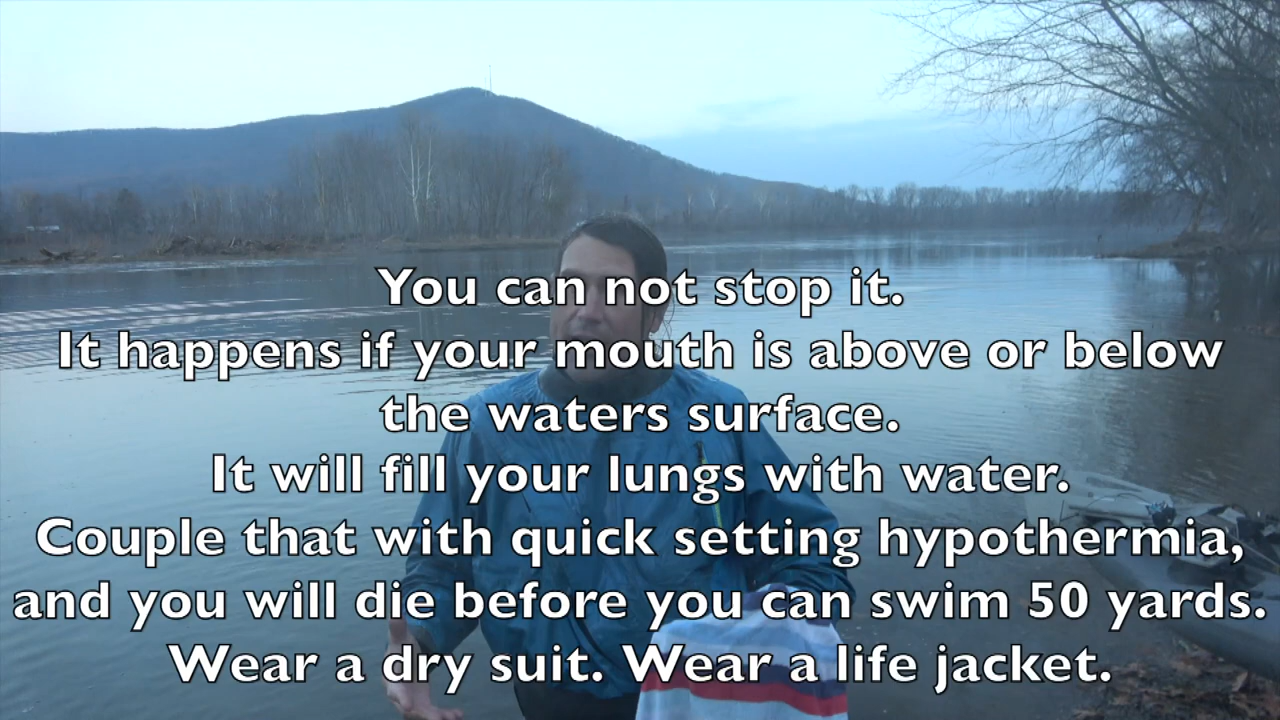 You can not stop it.
It happens if your mouth is above or below
the waters surface.
It will fill your lungs with water.
Couple that with quick setting hypothermia,
and you will die before you can swim 50 yards.
Wear a dry suit. Wear a life jacket.